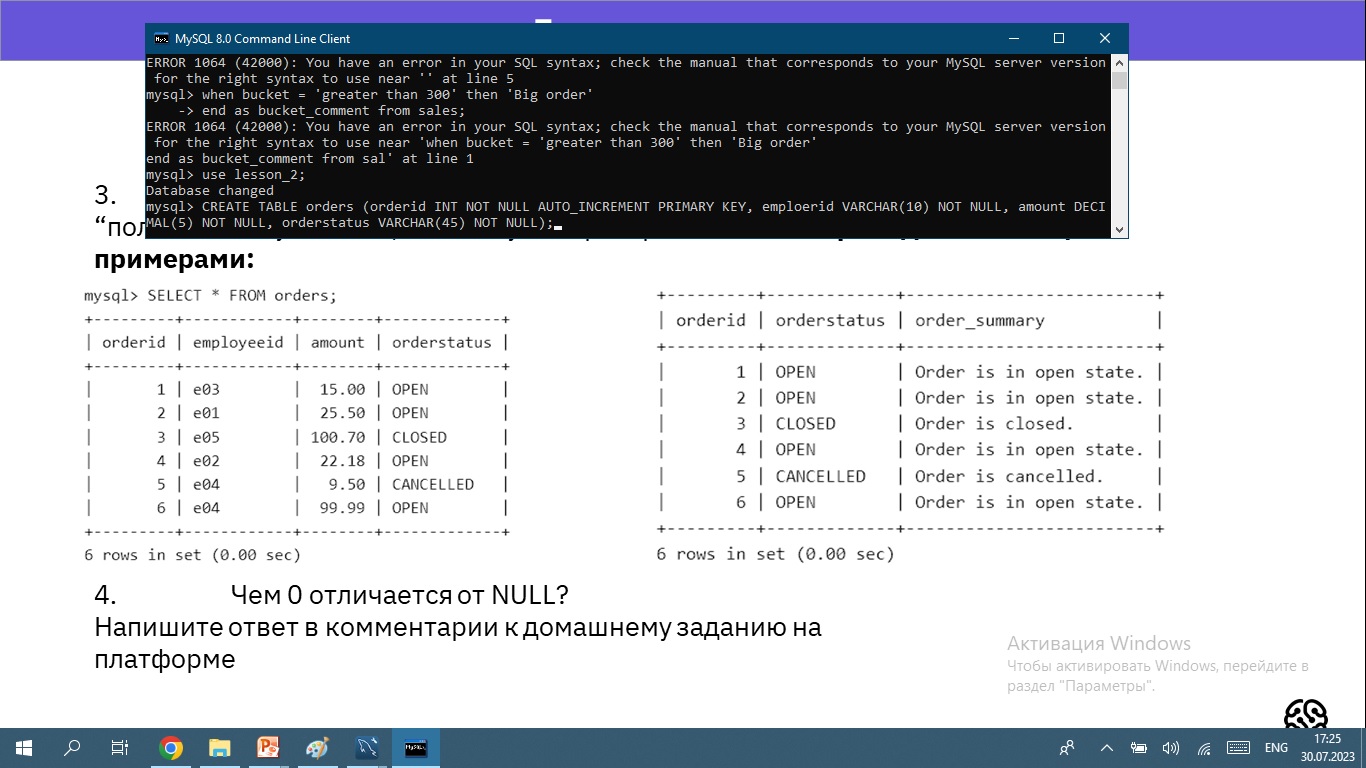 MySQL 8.0 Command Line Client
ERROR 1064 (42000): You have an error in your SQL syntax; check the manual that corresponds to your MySQL server version
 for the right syntax to use near '' at line 5
mysql> when bucket = 'greater than 300' then 'Big order'
    -> end as bucket_comment from sales;
ERROR 1064 (42000): You have an error in your SQL syntax; check the manual that corresponds to your MySQL server version
 for the right syntax to use near 'when bucket = 'greater than 300' then 'Big order'
end as bucket_comment from sal' at line 1
mysql> use lesson_2;
Database changed
mysql> CREATE TABLE orders (orderid INT NOT NULL AUTO_INCREMENT PRIMARY KEY, emploerid VARCHAR(10) NOT NULL, amount DECI
MAL(5) NOT NULL, orderstatus VARCHAR(45) NOT NULL);
3.
примерами:
mysql> SELECT * FROM orders;
+---------+------------+--------+-------------+
| orderid | employeeid | amount | orderstatus |
+---------+------------+--------+-------------+
|       1 | e03        |  15.00 | OPEN        |
|       2 | e01        |  25.50 | OPEN        |
|       3 | e05        | 100.70 | CLOSED      |
|       4 | e02        |  22.18 | OPEN        |
|       5 | e04        |   9.50 | CANCELLED   |
|       6 | e04        |  99.99 | OPEN        |
+---------+------------+--------+-------------+
6 rows in set (0.00 sec)
+---------+-------------+-------------------------+
| orderid | orderstatus | order_summary           |
+---------+-------------+-------------------------+
|       1 | OPEN        | Order is in open state. |
|       2 | OPEN        | Order is in open state. |
|       3 | CLOSED      | Order is closed.        |
|       4 | OPEN        | Order is in open state. |
|       5 | CANCELLED   | Order is cancelled.     |
|       6 | OPEN        | Order is in open state. |
+---------+-------------+-------------------------+
6 rows in set (0.00 sec)
4. Чем 0 отличается от NULL?
Напишите ответ в комментарии к домашнему заданию на
платформе
Активация Windows
Чтобы активировать Windows, перейдите в
раздел "Параметры".
ENG
17:25
30.07.2023